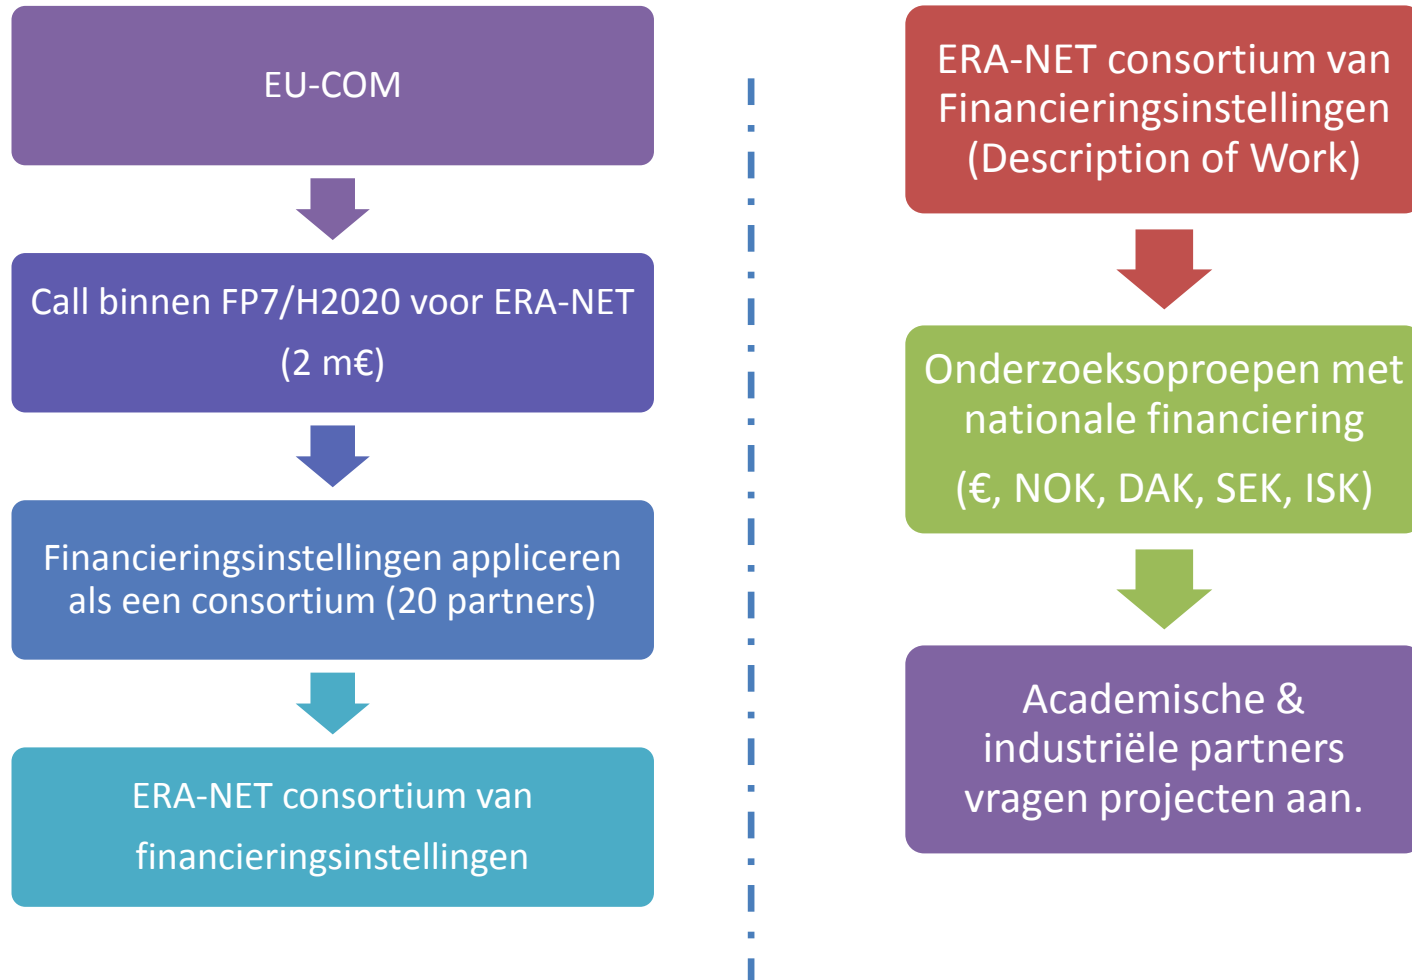 EU-COM
Call binnen FP7/H2020 voor ERA-NET
(2 m€)
Financieringsinstellingen appliceren
als een consortium (20 partners)
ERA-NET consortium van
financieringsinstellingen
ERA-NET consortium van
Financieringsinstellingen
(Description of Work)
Onderzoeksoproepen met
nationale financiering
(€, NOK, DAK, SEK, ISK)
Academische &
industriële partners
vragen projecten aan.